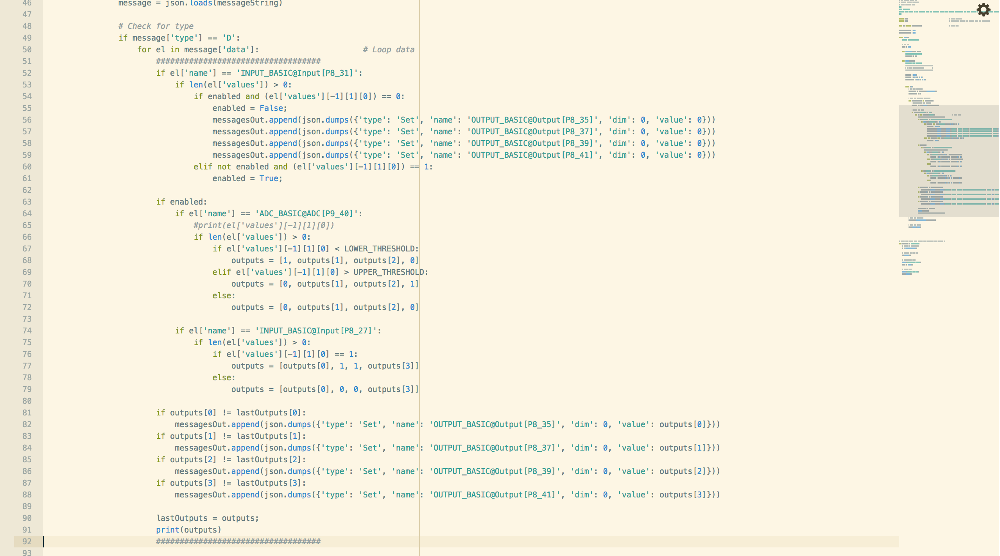 46 message = json.loads(messageString)
47
48 # Check for type
49 if message['type'] == 'D':
50 for el in message['data']: # Loop data
51 ###################################
52 if el['name'] == 'INPUT_BASIC@Input[P8_31]':
53 if len(el['values']) > 0:
54 if enabled and (el['values'][-1][1][0]) == 0:
55 enabled = False;
56 messagesOut.append(json.dumps({'type': 'Set', 'name': 'OUTPUT_BASIC@Output[P8_35]', 'dim': 0, 'value': 0}))
57 messagesOut.append(json.dumps({'type': 'Set', 'name': 'OUTPUT_BASIC@Output[P8_37]', 'dim': 0, 'value': 0}))
58 messagesOut.append(json.dumps({'type': 'Set', 'name': 'OUTPUT_BASIC@Output[P8_39]', 'dim': 0, 'value': 0}))
59 messagesOut.append(json.dumps({'type': 'Set', 'name': 'OUTPUT_BASIC@Output[P8_41]', 'dim': 0, 'value': 0}))
60 elif not enabled and (el['values'][-1][1][0]) == 1:
61 enabled = True;
62
63 if enabled:
64 if el['name'] == 'ADC_BASIC@ADC[P9_40]':
65 #print(el['values'][-1][1][0])
66 if len(el['values']) > 0:
67 if el['values'][-1][1][0] < LOWER_THRESHOLD:
68 outputs = [1, outputs[1], outputs[2], 0]
69 elif el['values'][-1][1][0] > UPPER_THRESHOLD:
70 outputs = [0, outputs[1], outputs[2], 1]
71 else:
72 outputs = [0, outputs[1], outputs[2], 0]
73
74 if el['name'] == 'INPUT_BASIC@Input[P8_27]':
75 if len(el['values']) > 0:
76 if el['values'][-1][1][0] == 1:
77 outputs = [outputs[0], 1, 1, outputs[3]]
78 else:
79 outputs = [outputs[0], 0, 0, outputs[3]]
80
81 if outputs[0] != lastOutputs[0]:
82 messagesOut.append(json.dumps({'type': 'Set', 'name': 'OUTPUT_BASIC@Output[P8_35]', 'dim': 0, 'value': outputs[0]}))
83 if outputs[1] != lastOutputs[1]:
84 messagesOut.append(json.dumps({'type': 'Set', 'name': 'OUTPUT_BASIC@Output[P8_37]', 'dim': 0, 'value': outputs[1]}))
85 if outputs[2] != lastOutputs[2]:
86 messagesOut.append(json.dumps({'type': 'Set', 'name': 'OUTPUT_BASIC@Output[P8_39]', 'dim': 0, 'value': outputs[2]}))
87 if outputs[3] != lastOutputs[3]:
88 messagesOut.append(json.dumps({'type': 'Set', 'name': 'OUTPUT_BASIC@Output[P8_41]', 'dim': 0, 'value': outputs[3]}))
89
90 lastOutputs = outputs;
91 print(outputs)
92 ###################################
93